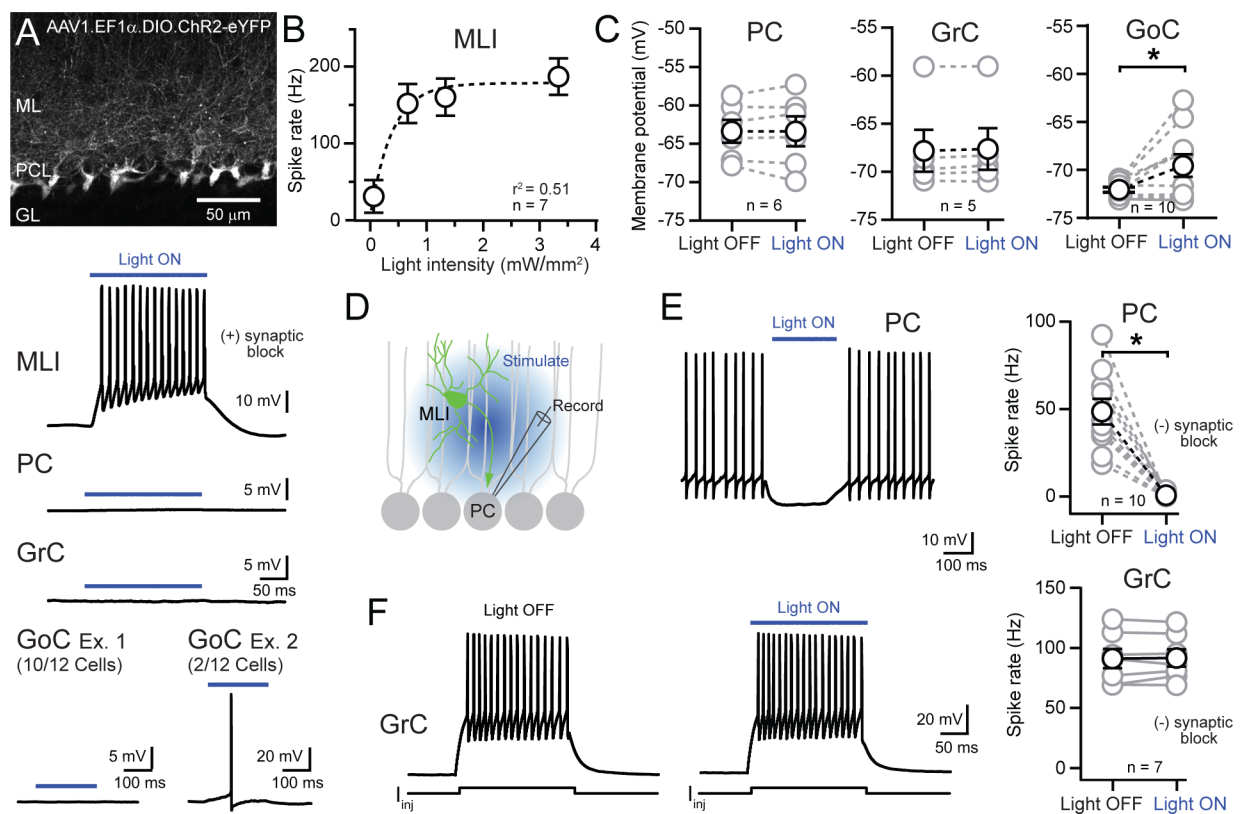 A
AAV1.EF1α.DIO.ChR2-eYFP
ML
PCL
GL
50 μm
Light ON
(+) synaptic
block
MLI
10 mV
PC
5 mV
GrC
5 mV
50 ms
GoC Ex. 1
(10/12 Cells)
5 mV
100 ms
GoC Ex. 2
(2/12 Cells)
20 mV
100 ms
B
MLI
Spike rate (Hz)
200
100
0
r² = 0.51
n = 7
0 1 2 3 4
Light intensity (mW/mm²)
C
Membrane potential (mV)
PC
-50
-55
-60
-65
-70
-75
n = 6
Light OFF Light ON
GrC
-55
-60
-65
-70
-75
n = 5
Light OFF Light ON
GoC
*
-55
-60
-65
-70
-75
n = 10
Light OFF Light ON
D
Stimulate
MLI
Record
PC
E
Light ON
PC
10 mV
100 ms
PC
*
Spike rate (Hz)
100
50
0
(-) synaptic
block
n = 10
Light OFF Light ON
F
Light OFF
Light ON
GrC
20 mV
50 ms
Iinj
Iinj
GrC
Spike rate (Hz)
150
100
50
0
(-) synaptic
block
n = 7
Light OFF Light ON